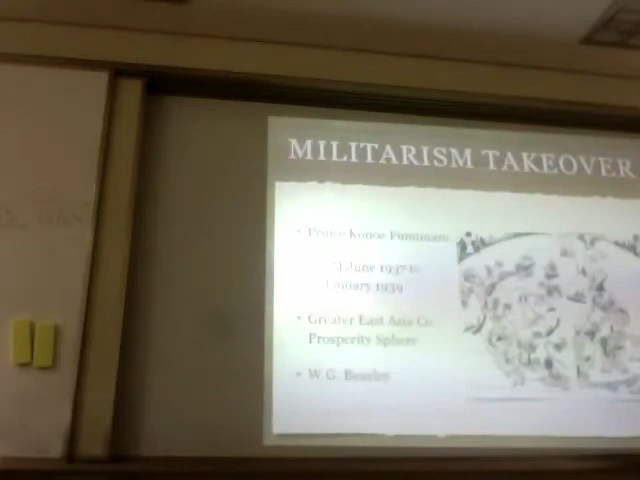 MILITARISM TAKEOVER
• Prince Konoe Fumimaro
June 1937 to
January 1939
• Greater East Asia Co
Prosperity Sphere
• W.G. Beasley